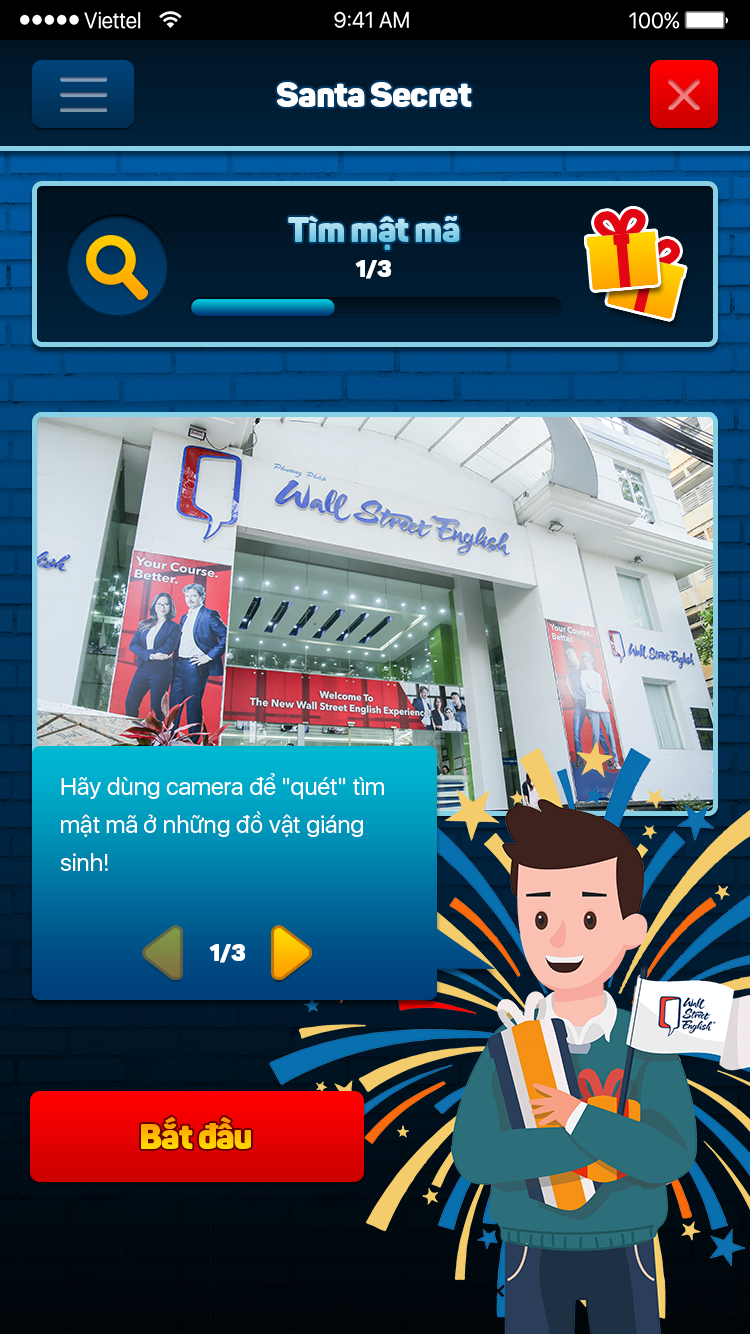 Viettel
9:41 AM
100%
Santa Secret
Tìm mật mã
1/3
Phương Pháp
Wall Street English
lish
Your Course.
Better.
Your Course.
Better.
Wall Street English
Welcome To
The New Wall Street English Experience
Hãy dùng camera để "quét" tìm
mật mã ở những đồ vật giáng
sinh!
1/3
Wall
Street
English
Bắt đầu